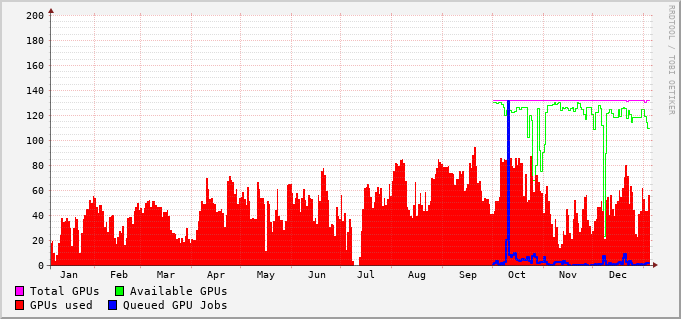 200
180
160
140
120
100
80
60
40
20
0
Jan Feb Mar Apr May Jun Jul Aug Sep Oct Nov Dec
Total GPUs Available GPUs
GPUs used Queued GPU Jobs
RRDTOOL / TOBI OETIKER